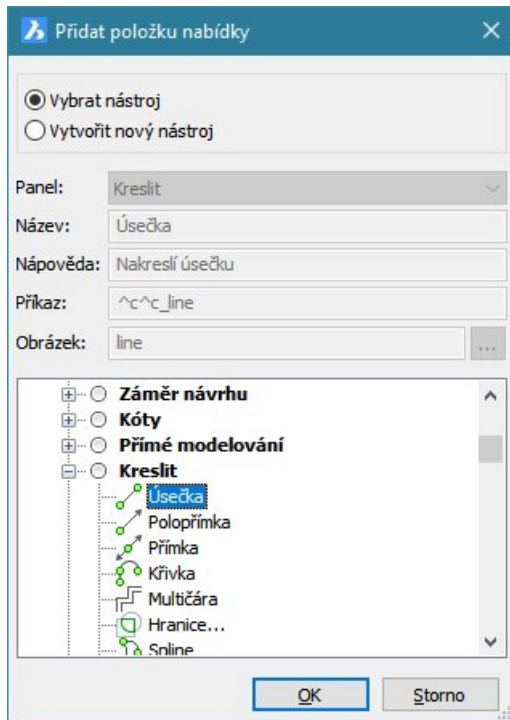 Přidat položku nabídky
Vybrat nástroj
Vytvořit nový nástroj
Panel: Kreslit
Název: Úsečka
Nápověda: Nakreslí úsečku
Příkaz: ^c^c_line
Obrázek: line ...
Záměr návrhu
Kóty
Přímé modelování
Kreslit
Úsečka
Polopřímka
Přímka
Křivka
Multičára
Hranice...
Spline
OK Storno